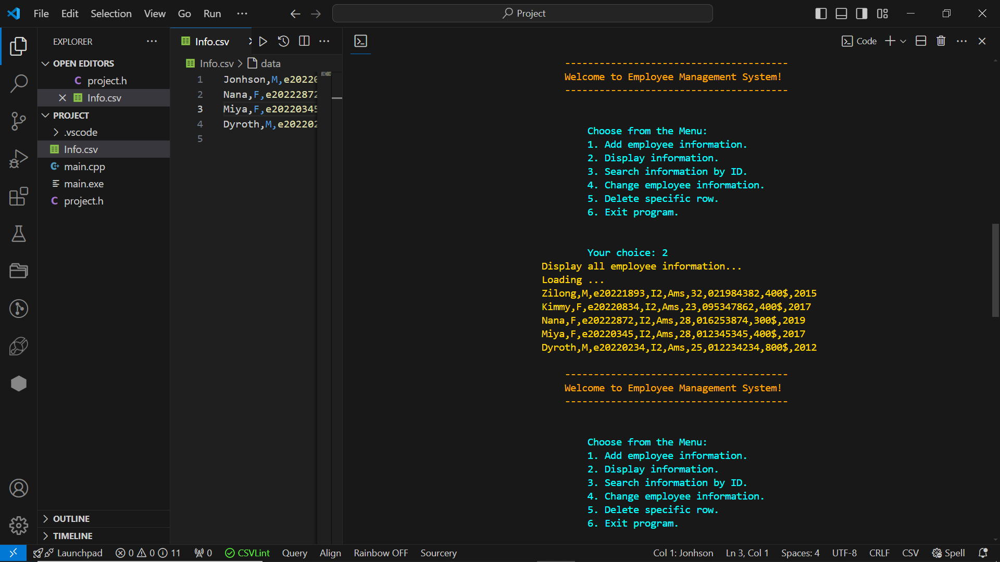 File Edit Selection View Go Run ··· Project
EXPLORER ···
OPEN EDITORS
project.h
Info.csv
PROJECT
.vscode
Info.csv
main.cpp
main.exe
project.h
OUTLINE
TIMELINE
Info.csv ···
Info.csv > data
1 Jonhson,M,e20220
2 Nana,F,e20222872
3 Miya,F,e20220345
4 Dyroth,M,e202202
5
Code ···
---------------------------------------
Welcome to Employee Management System!
---------------------------------------
Choose from the Menu:
1. Add employee information.
2. Display information.
3. Search information by ID.
4. Change employee information.
5. Delete specific row.
6. Exit program.
Your choice: 2
Display all employee information...
Loading ...
Zilong,M,e20221893,I2,Ams,32,021984382,400$,2015
Kimmy,F,e20220834,I2,Ams,23,095347862,400$,2017
Nana,F,e20222872,I2,Ams,28,016253874,300$,2019
Miya,F,e20220345,I2,Ams,28,012345345,400$,2017
Dyroth,M,e20220234,I2,Ams,25,012234234,800$,2012
---------------------------------------
Welcome to Employee Management System!
---------------------------------------
Choose from the Menu:
1. Add employee information.
2. Display information.
3. Search information by ID.
4. Change employee information.
5. Delete specific row.
6. Exit program.
Launchpad 0 0 11 0 CSVLint Query Align Rainbow OFF Sourcery Col 1: Jonhson Ln 3, Col 1 Spaces: 4 UTF-8 CRLF CSV Spell